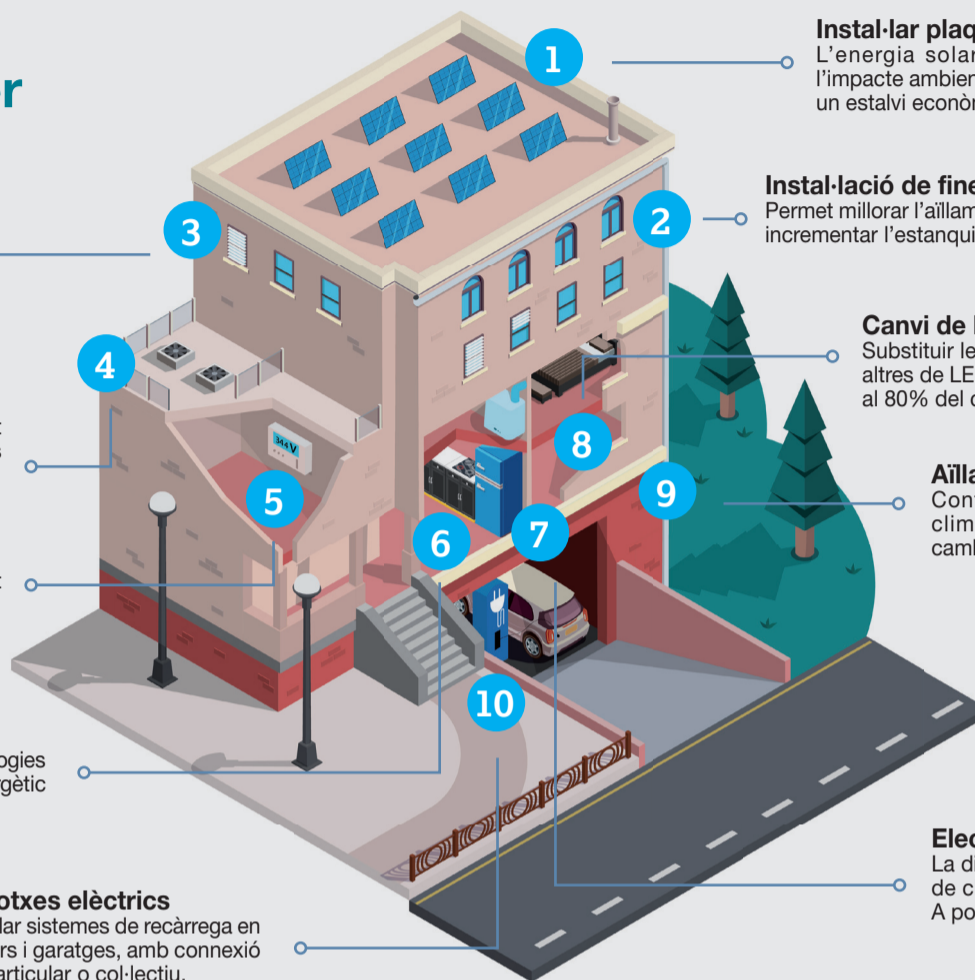 r
1
Instal·lar plaq
L'energia solar
l'impacte ambien
un estalvi econòr
2
Instal·lació de fine
Permet millorar l'aïllam
incrementar l'estanqui
3
4
Canvi de l
Substituir le
altres de LE
al 80% del c
344 V
5
8
9
Aïlla
Con
clim
camb
6
7
10
ogies
rgètic
otxes elèctrics
lar sistemes de recàrrega en
rs i garatges, amb connexió
articular o col·lectiu.
Elec
La di
de c
A po